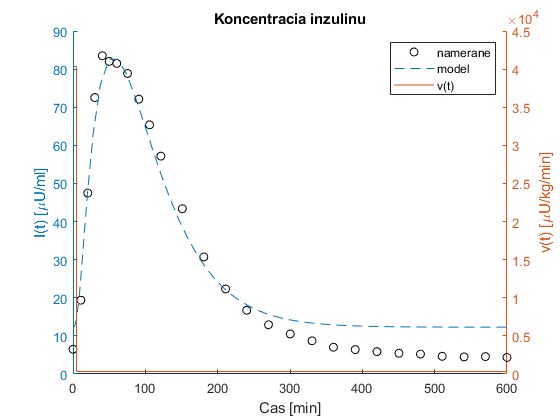 Koncentracia inzulinu
×10⁴
90
80
70
60
50
40
30
20
10
0
I(t) [μU/ml]
4.5
4
3.5
3
2.5
2
1.5
1
0.5
0
v(t) [μU/kg/min]
namerane
model
v(t)
0 100 200 300 400 500 600
Cas [min]